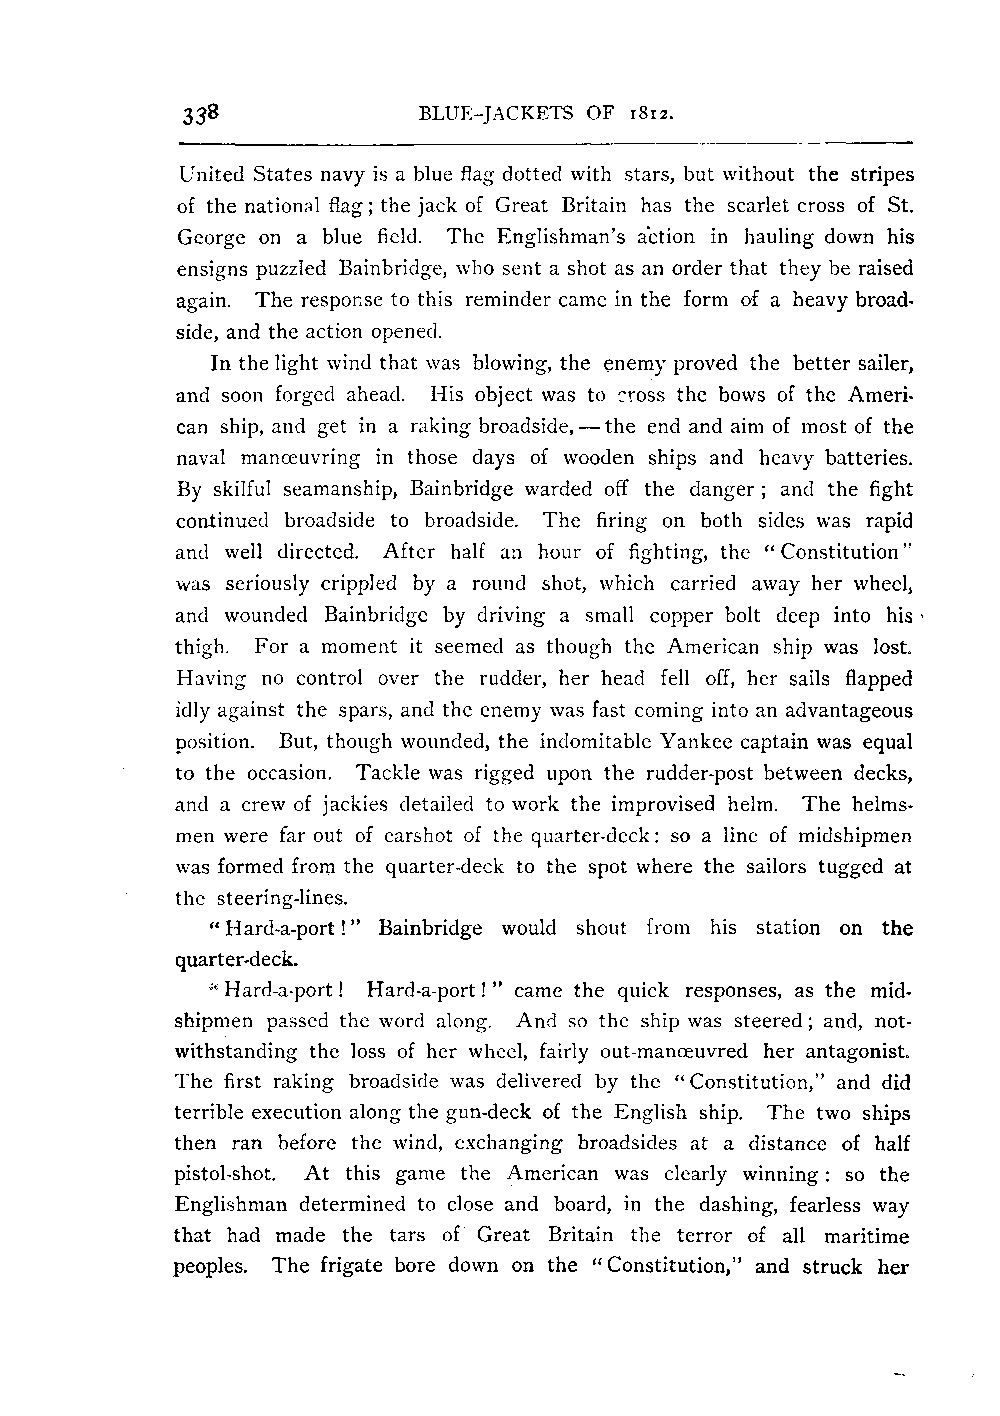 338 BLUE-JACKETS OF 1812.
United States navy is a blue flag dotted with stars, but without the stripes
of the national flag; the jack of Great Britain has the scarlet cross of St.
George on a blue field. The Englishman's action in hauling down his
ensigns puzzled Bainbridge, who sent a shot as an order that they be raised
again. The response to this reminder came in the form of a heavy broad-
side, and the action opened.
In the light wind that was blowing, the enemy proved the better sailer,
and soon forged ahead. His object was to cross the bows of the Ameri-
can ship, and get in a raking broadside,—the end and aim of most of the
naval manœuvring in those days of wooden ships and heavy batteries.
By skilful seamanship, Bainbridge warded off the danger; and the fight
continued broadside to broadside. The firing on both sides was rapid
and well directed. After half an hour of fighting, the "Constitution"
was seriously crippled by a round shot, which carried away her wheel,
and wounded Bainbridge by driving a small copper bolt deep into his
thigh. For a moment it seemed as though the American ship was lost.
Having no control over the rudder, her head fell off, her sails flapped
idly against the spars, and the enemy was fast coming into an advantageous
position. But, though wounded, the indomitable Yankee captain was equal
to the occasion. Tackle was rigged upon the rudder-post between decks,
and a crew of jackies detailed to work the improvised helm. The helms-
men were far out of earshot of the quarter-deck: so a line of midshipmen
was formed from the quarter-deck to the spot where the sailors tugged at
the steering-lines.
"Hard-a-port!" Bainbridge would shout from his station on the
quarter-deck.
"Hard-a-port! Hard-a-port!" came the quick responses, as the mid-
shipmen passed the word along. And so the ship was steered; and, not-
withstanding the loss of her wheel, fairly out-manœuvred her antagonist.
The first raking broadside was delivered by the "Constitution," and did
terrible execution along the gun-deck of the English ship. The two ships
then ran before the wind, exchanging broadsides at a distance of half
pistol-shot. At this game the American was clearly winning: so the
Englishman determined to close and board, in the dashing, fearless way
that had made the tars of Great Britain the terror of all maritime
peoples. The frigate bore down on the "Constitution," and struck her